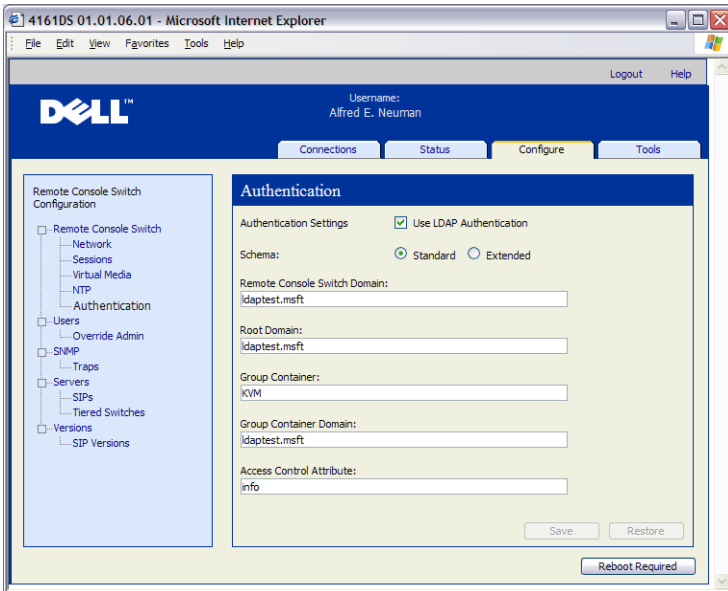 4161DS 01.01.06.01 - Microsoft Internet Explorer
File Edit View Favorites Tools Help
Logout Help
DELL™
Username:
Alfred E. Neuman
Connections Status Configure Tools
Remote Console Switch
Configuration
Remote Console Switch
Network
Sessions
Virtual Media
NTP
Authentication
Users
Override Admin
SNMP
Traps
Servers
SIPs
Tiered Switches
Versions
SIP Versions
Authentication
Authentication Settings Use LDAP Authentication
Schema: Standard Extended
Remote Console Switch Domain:
ldaptest.msft
Root Domain:
ldaptest.msft
Group Container:
KVM
Group Container Domain:
ldaptest.msft
Access Control Attribute:
info
Save Restore
Reboot Required